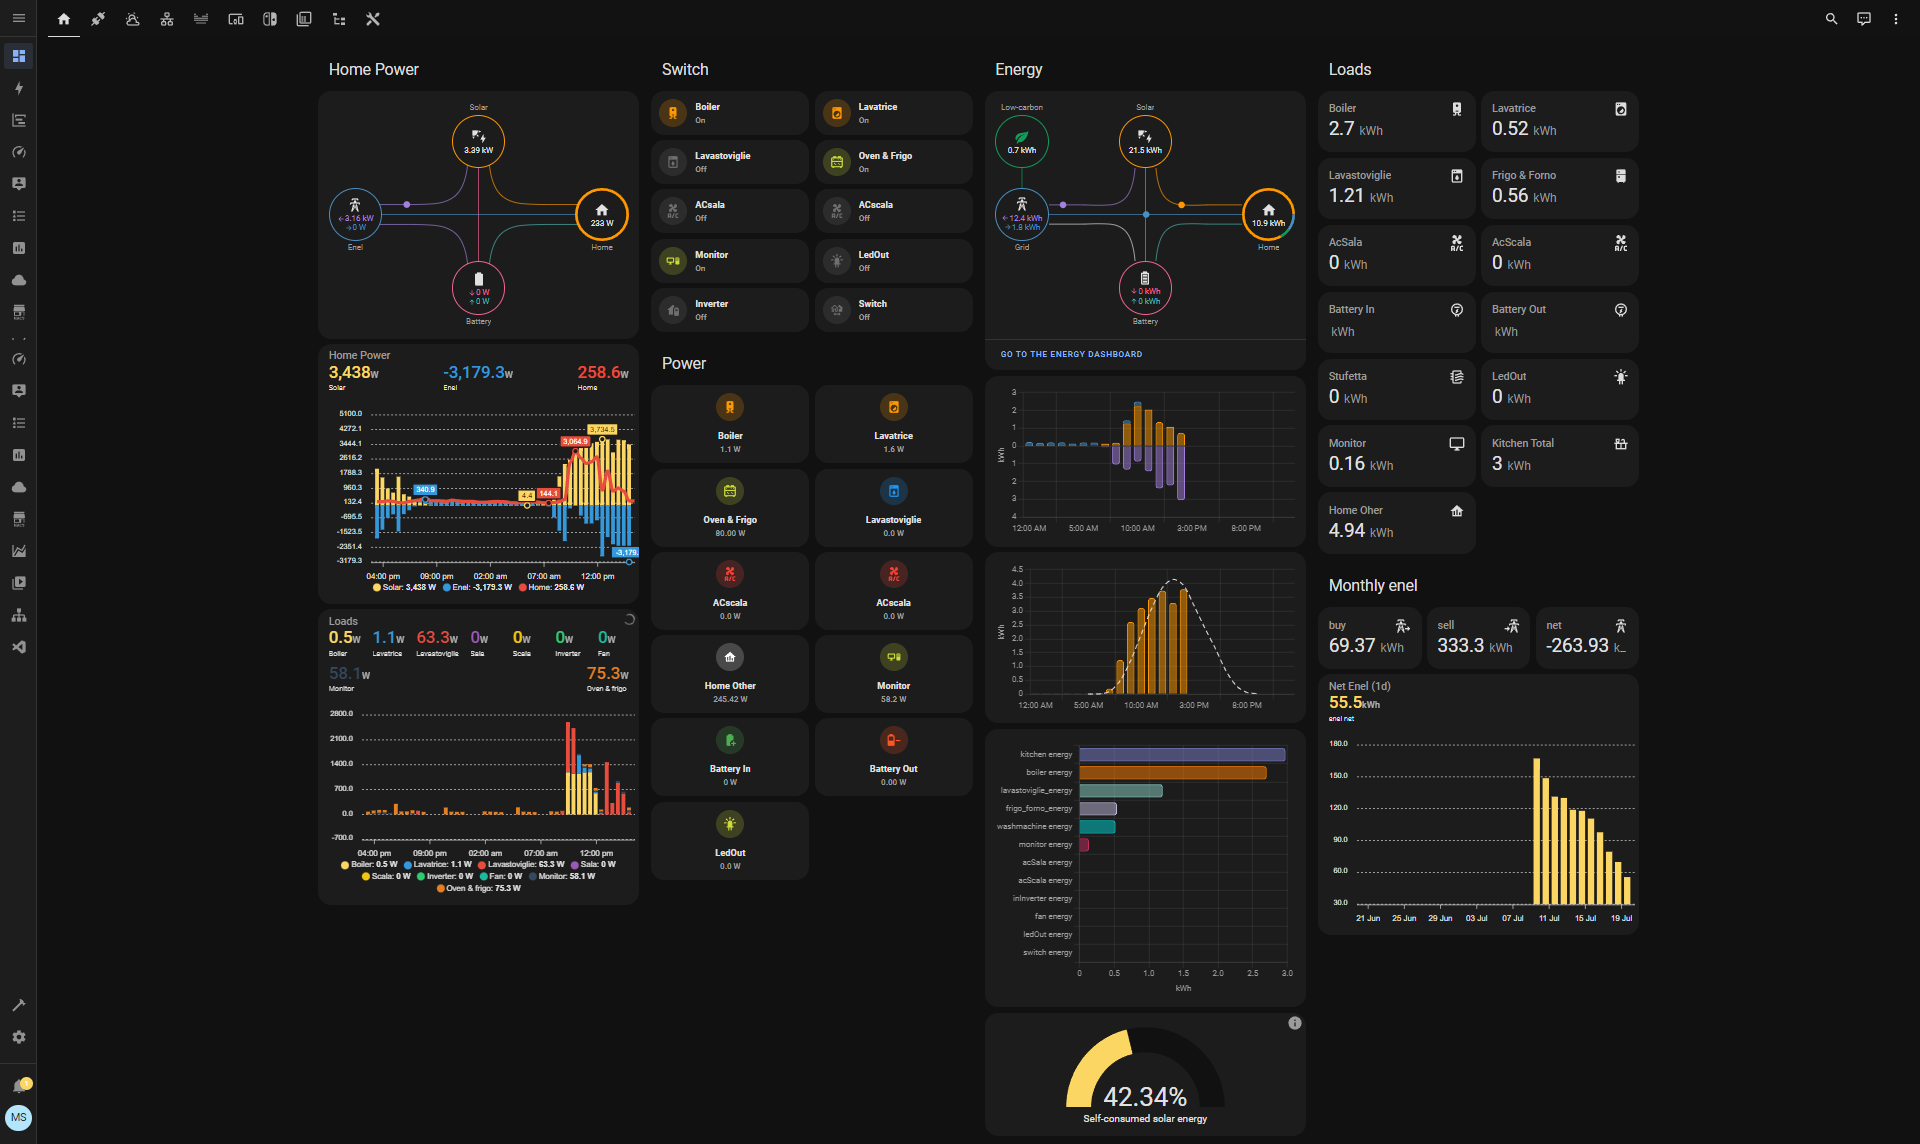 Home Power
Solar
3.39 kW
←3.16 kW
→0 W
Enel
233 W
Home
↓0 W
↑0 W
Battery
Home Power
3,438W
Solar
-3,179.3W
Enel
258.6W
Home
5100.0
4272.1
3444.1
2616.2
1788.3
960.3
132.4
-695.5
-1523.5
-2351.4
-3179.3
3,734.5
3,064.9
340.9
4.4
144.1
-3,179.
04:00 pm 09:00 pm 02:00 am 07:00 am 12:00 pm
Solar: 3,438 W Enel: -3,179.3 W Home: 258.6 W
Loads
0.5W 1.1W 63.3W 0W 0W 0W 0W
Boiler Lavatrice Lavastoviglie Sala Scala Inverter Fan
58.1W
Monitor
75.3W
Oven & frigo
2800.0
2100.0
1400.0
700.0
0.0
-700.0
04:00 pm 09:00 pm 02:00 am 07:00 am 12:00 pm
Boiler: 0.5 W Lavatrice: 1.1 W Lavastoviglie: 63.3 W Sala: 0 W
Scala: 0 W Inverter: 0 W Fan: 0 W Monitor: 58.1 W
Oven & frigo: 75.3 W
Switch
Boiler
On
Lavatrice
On
Lavastoviglie
Off
Oven & Frigo
On
ACsala
Off
ACscala
Off
Monitor
On
LedOut
Off
Inverter
Off
Switch
Off
Power
Boiler
1.1 W
Lavatrice
1.6 W
Oven & Frigo
80.00 W
Lavastoviglie
0.0 W
ACscala
0.0 W
ACscala
0.0 W
Home Other
245.42 W
Monitor
58.2 W
Battery In
0 W
Battery Out
0.00 W
LedOut
0.0 W
Energy
Low-carbon
0.7 kWh
Solar
21.5 kWh
←12.4 kWh
→1.8 kWh
Grid
10.9 kWh
Home
↓0 kWh
↑0 kWh
Battery
GO TO THE ENERGY DASHBOARD
kWh
3
2
1
0
1
2
3
4
12:00 AM 5:00 AM 10:00 AM 3:00 PM 8:00 PM
kWh
4.5
4.0
3.5
3.0
2.5
2.0
1.5
1.0
0.5
0
12:00 AM 5:00 AM 10:00 AM 3:00 PM 8:00 PM
kitchen energy
boiler energy
lavastoviglie_energy
frigo_forno_energy
washmachine energy
monitor energy
acSala energy
acScala energy
inInverter energy
fan energy
ledOut energy
switch energy
0 0.5 1.0 1.5 2.0 2.5 3.0
kWh
42.34%
Self-consumed solar energy
Loads
Boiler
2.7 kWh
Lavatrice
0.52 kWh
Lavastoviglie
1.21 kWh
Frigo & Forno
0.56 kWh
AcSala
0 kWh
A/C
AcScala
0 kWh
A/C
Battery In
kWh
Battery Out
kWh
Stufetta
0 kWh
LedOut
0 kWh
Monitor
0.16 kWh
Kitchen Total
3 kWh
Home Oher
4.94 kWh
Monthly enel
buy
69.37 kWh
sell
333.3 kWh
net
-263.93 k...
Net Enel (1d)
55.5kWh
enel net
180.0
150.0
120.0
90.0
60.0
30.0
21 Jun 25 Jun 29 Jun 03 Jul 07 Jul 11 Jul 15 Jul 19 Jul
MS